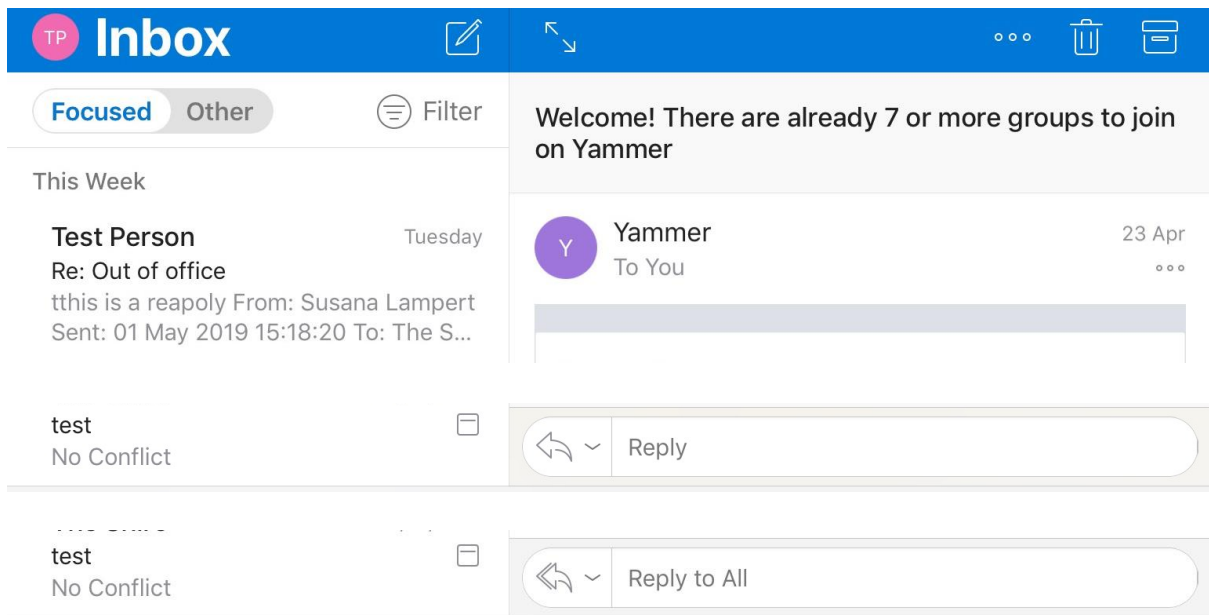 TP Inbox
Focused Other Filter
This Week
Test Person Tuesday
Re: Out of office
tthis is a reapoly From: Susana Lampert
Sent: 01 May 2019 15:18:20 To: The S...
Welcome! There are already 7 or more groups to join
on Yammer
Y
Yammer 23 Apr
To You
test
No Conflict
Reply
test
No Conflict
Reply to All